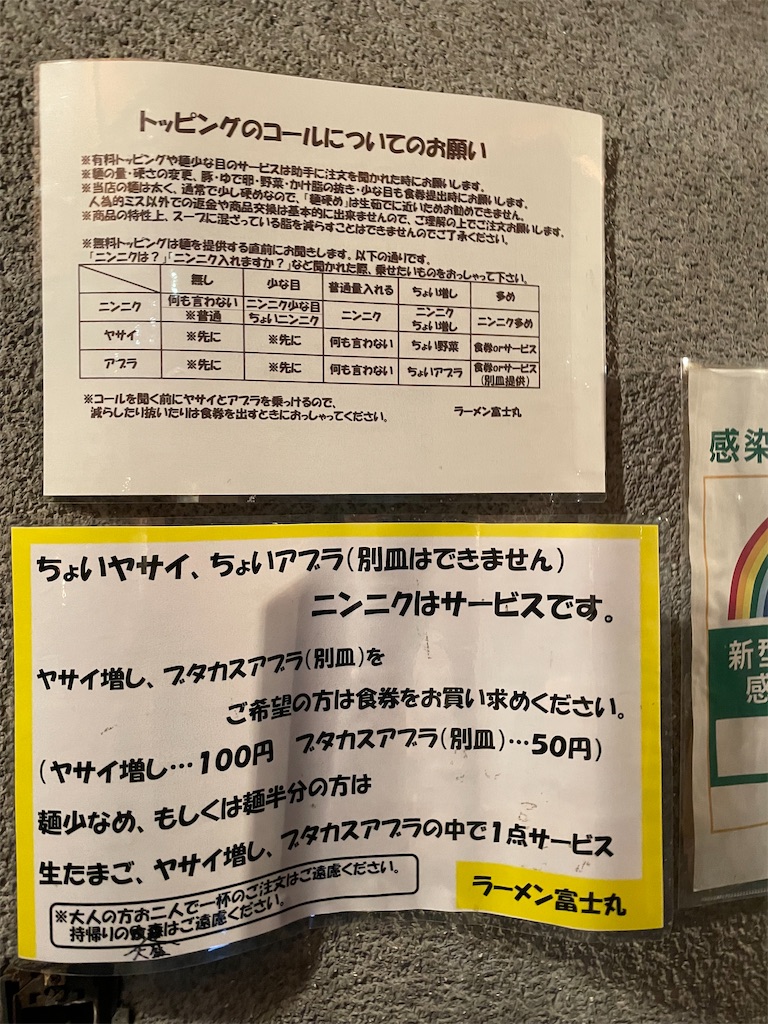 トッピングのコールについてのお願い
※有料トッピングや麺少な目のサービスは助手に注文を聞かれた時にお願いします。
※麺の量・硬さの変更、豚・ゆで卵・野菜・かけ脂の抜き・少な目も食券提出時にお願いします。
※当店の麺は太く、通常で少し硬めなので、「麺硬め」は生茹でに近いためお勧めできません。
人為的ミス以外での返金や商品交換は基本的に出来ませんので、ご理解の上でご注文お願いします。
※商品の特性上、スープに混ざっている脂を減らすことはできませんのでご了承ください。
※無料トッピングは麺を提供する直前にお聞きします。以下の通りです。
「ニンニクは？」「ニンニク入れますか？」など聞かれた際、乗せたいものをおっしゃって下さい。
無し 少な目 普通量入れる ちょい増し 多め
ニンニク 何も言わない ※普通 ニンニク少な目 ちょいニンニク ニンニク ニンニクちょい増し ニンニク多め
ヤサイ ※先に ※先に 何も言わない ちょい野菜 食券orサービス
アブラ ※先に ※先に 何も言わない ちょいアブラ 食券orサービス（別皿提供）
※コールを聞く前にヤサイとアブラを乗っけるので、
減らしたり抜いたりは食券を出すときにおっしゃってください。
ラーメン富士丸
ちょいヤサイ、ちょいアブラ（別皿はできません）
ニンニクはサービスです。
ヤサイ増し、ブタカスアブラ（別皿）を
ご希望の方は食券をお買い求めください。
（ヤサイ増し…100円 ブタカスアブラ（別皿）…50円）
麺少なめ、もしくは麺半分の方は
生たまご、ヤサイ増し、ブタカスアブラの中で1点サービス
※大人の方お二人で一杯のご注文はご遠慮ください。
持帰りの はご遠慮ください。
ラーメン富士丸
感染
新型
感